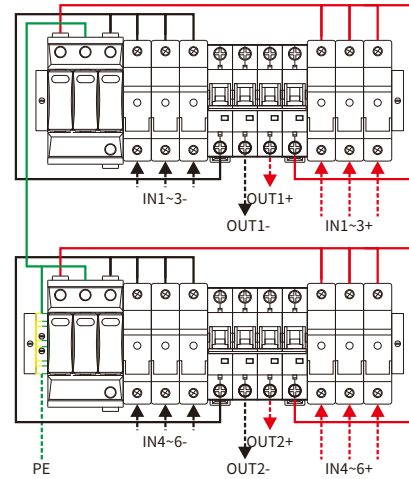 IN1~3- OUT1+ IN1~3+
OUT1-
IN4~6- OUT2+
PE OUT2- IN4~6+